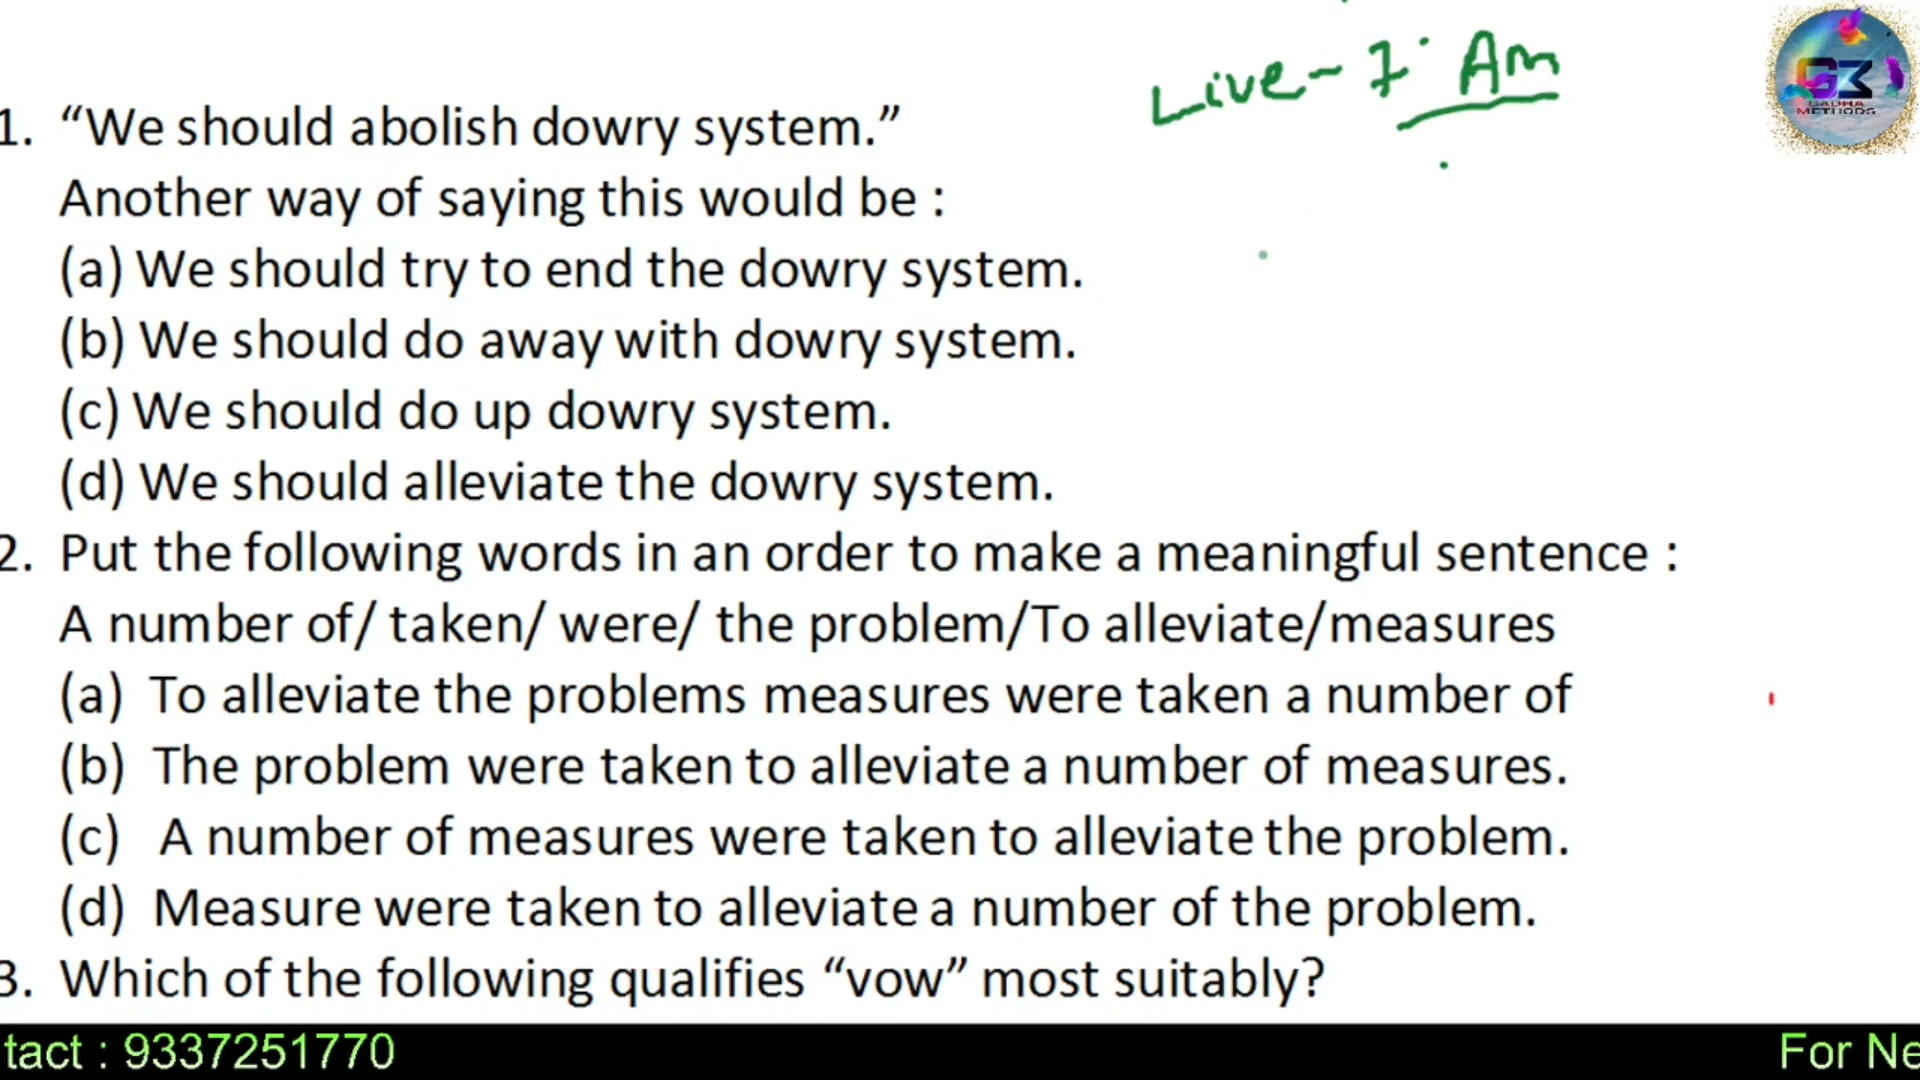 Live - 7 Am
G3
GADHA
METHODS
1. “We should abolish dowry system.”
Another way of saying this would be :
(a) We should try to end the dowry system.
(b) We should do away with dowry system.
(c) We should do up dowry system.
(d) We should alleviate the dowry system.
2. Put the following words in an order to make a meaningful sentence :
A number of/ taken/ were/ the problem/To alleviate/measures
(a) To alleviate the problems measures were taken a number of
(b) The problem were taken to alleviate a number of measures.
(c) A number of measures were taken to alleviate the problem.
(d) Measure were taken to alleviate a number of the problem.
3. Which of the following qualifies “vow” most suitably?
tact : 9337251770
For Ne